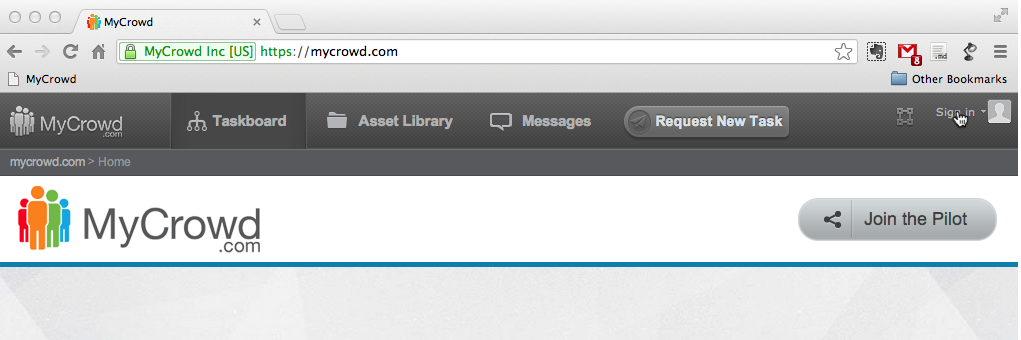 MyCrowd
MyCrowd Inc [US] https://mycrowd.com
8
.md
MyCrowd
Other Bookmarks
MyCrowd
.com
Taskboard
Asset Library
Messages
Request New Task
Sign in
mycrowd.com > Home
MyCrowd
.com
Join the Pilot